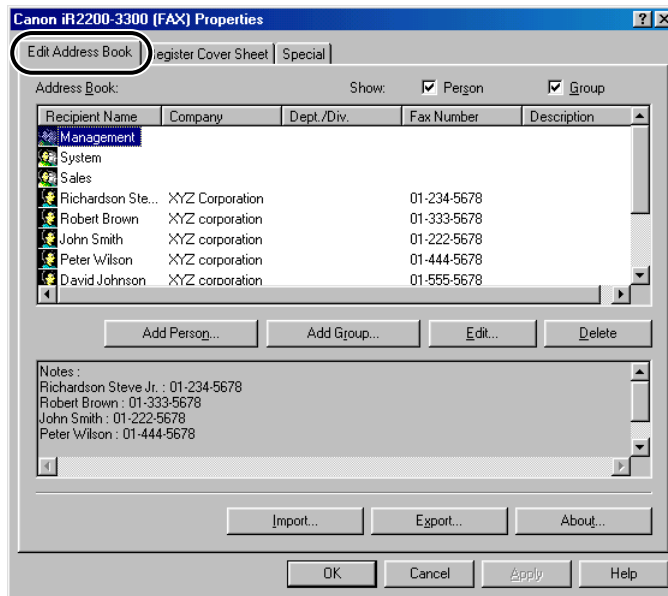 Canon iR2200-3300 (FAX) Properties
Edit Address Book Register Cover Sheet Special
Address Book: Show: Person Group
Recipient Name Company Dept./Div. Fax Number Description
Management
System
Sales
Richardson Ste... XYZ Corporation 01-234-5678
Robert Brown XYZ corporation 01-333-5678
John Smith XYZ corporation 01-222-5678
Peter Wilson XYZ corporation 01-444-5678
David Johnson XYZ corporation 01-555-5678
Add Person... Add Group... Edit... Delete
Notes :
Richardson Steve Jr. : 01-234-5678
Robert Brown : 01-333-5678
John Smith : 01-222-5678
Peter Wilson : 01-444-5678
Import... Export... About...
OK Cancel Apply Help